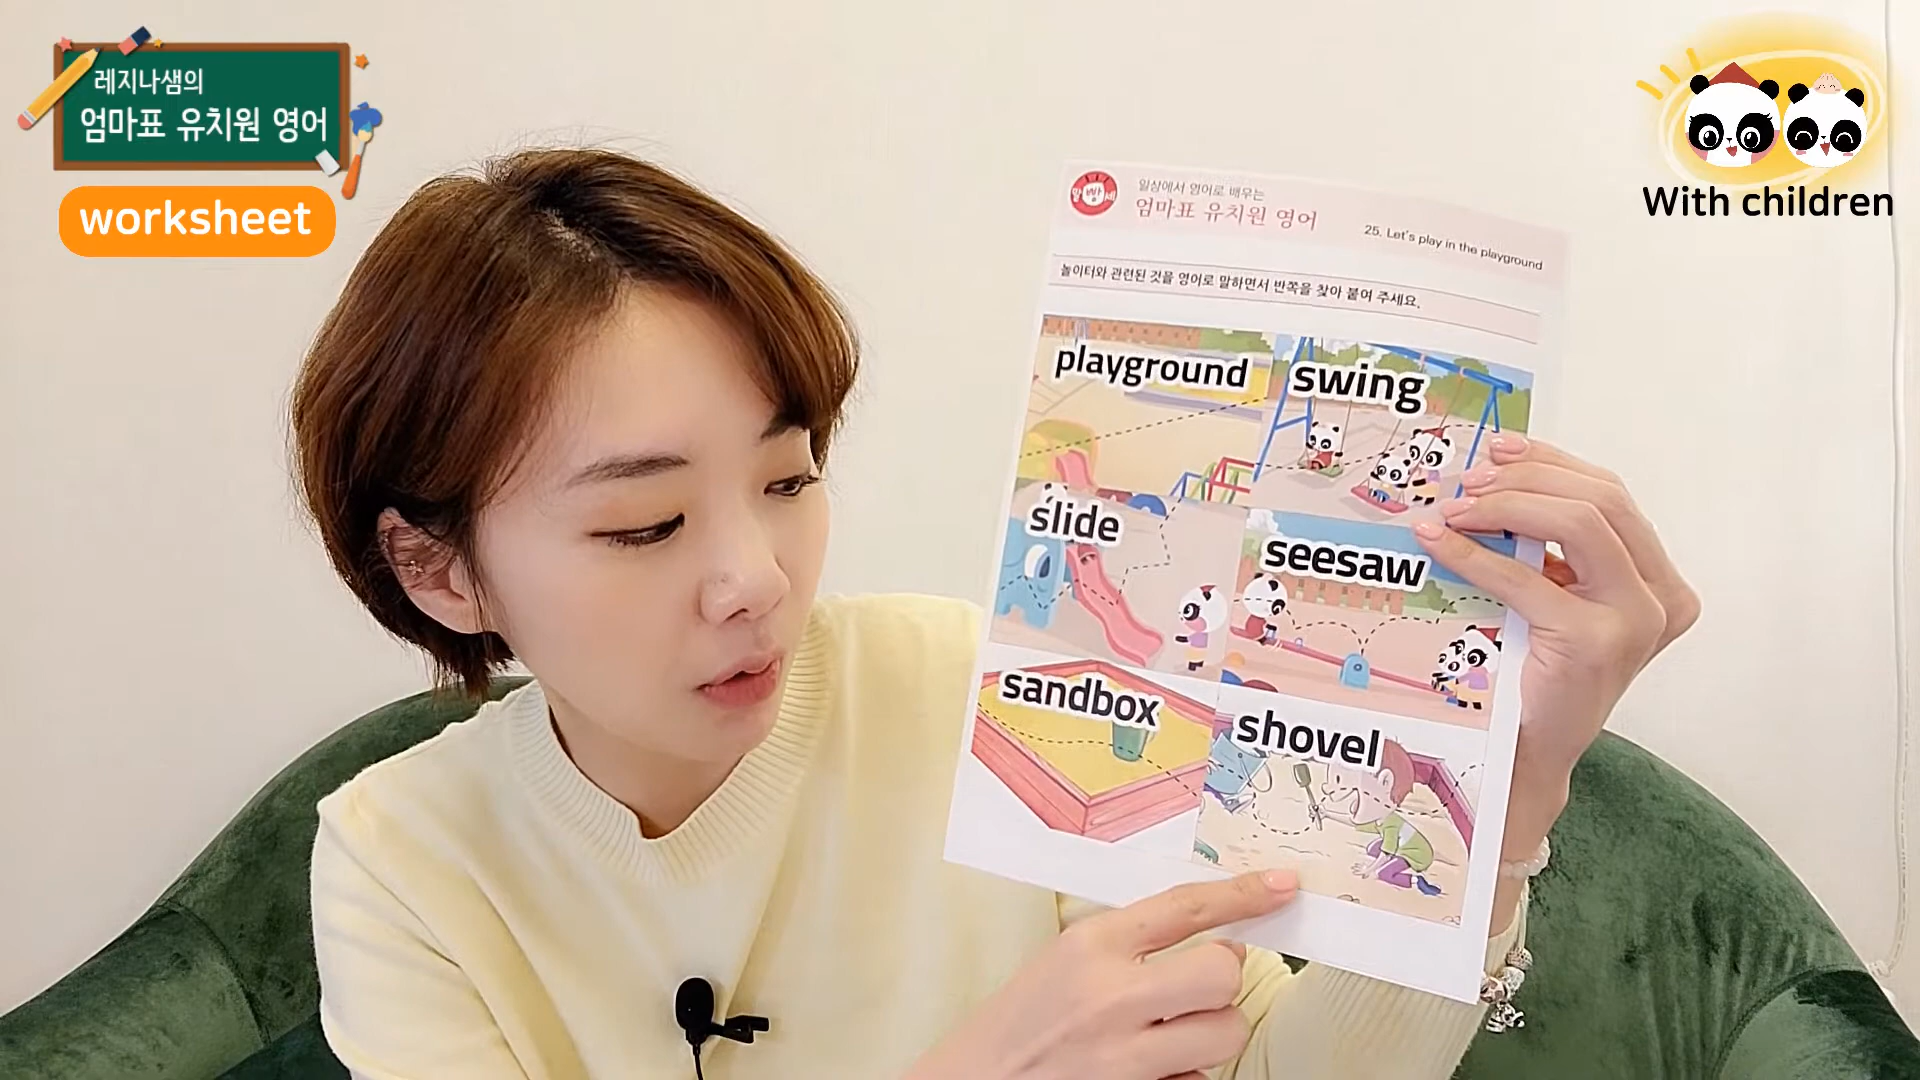 레지나샘의
엄마표 유치원 영어
worksheet
With children
말빵세
일상에서 영어로 배우는
엄마표 유치원 영어
25. Let's play in the playground
놀이터와 관련된 것을 영어로 말하면서 반쪽을 찾아 붙여 주세요.
playground
swing
slide
seesaw
sandbox
shovel